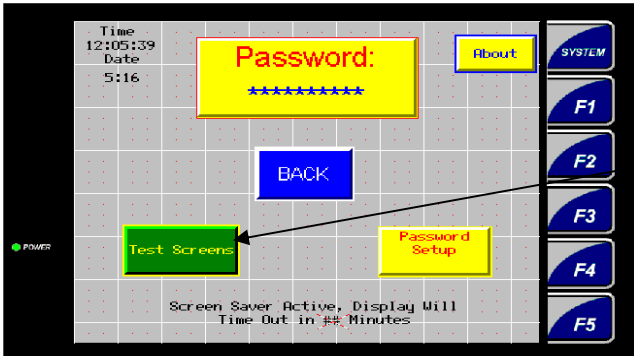 Time
12:05:39
Date
5:16
Password:
**********
About
BACK
Test Screens
Password
Setup
Screen Saver Active, Display Will
Time Out in ## Minutes
POWER
SYSTEM
F1
F2
F3
F4
F5